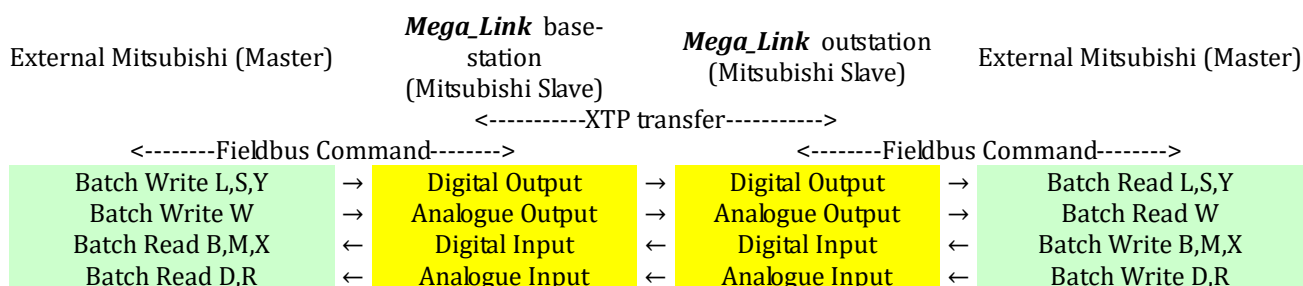 External Mitsubishi (Master)
Mega_Link base-
station
(Mitsubishi Slave)
Mega_Link outstation
(Mitsubishi Slave)
External Mitsubishi (Master)
<-----------XTP transfer----------->
<--------Fieldbus Command--------> <--------Fieldbus Command-------->
Batch Write L,S,Y → Digital Output → Digital Output → Batch Read L,S,Y
Batch Write W → Analogue Output → Analogue Output → Batch Read W
Batch Read B,M,X ← Digital Input ← Digital Input ← Batch Write B,M,X
Batch Read D,R ← Analogue Input ← Analogue Input ← Batch Write D,R